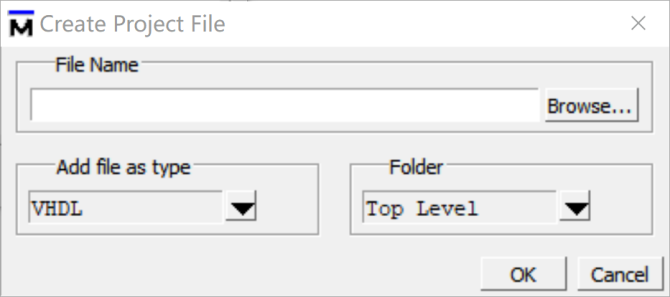 Create Project File
File Name
Browse...
Add file as type
Folder
VHDL
Top Level
OK
Cancel